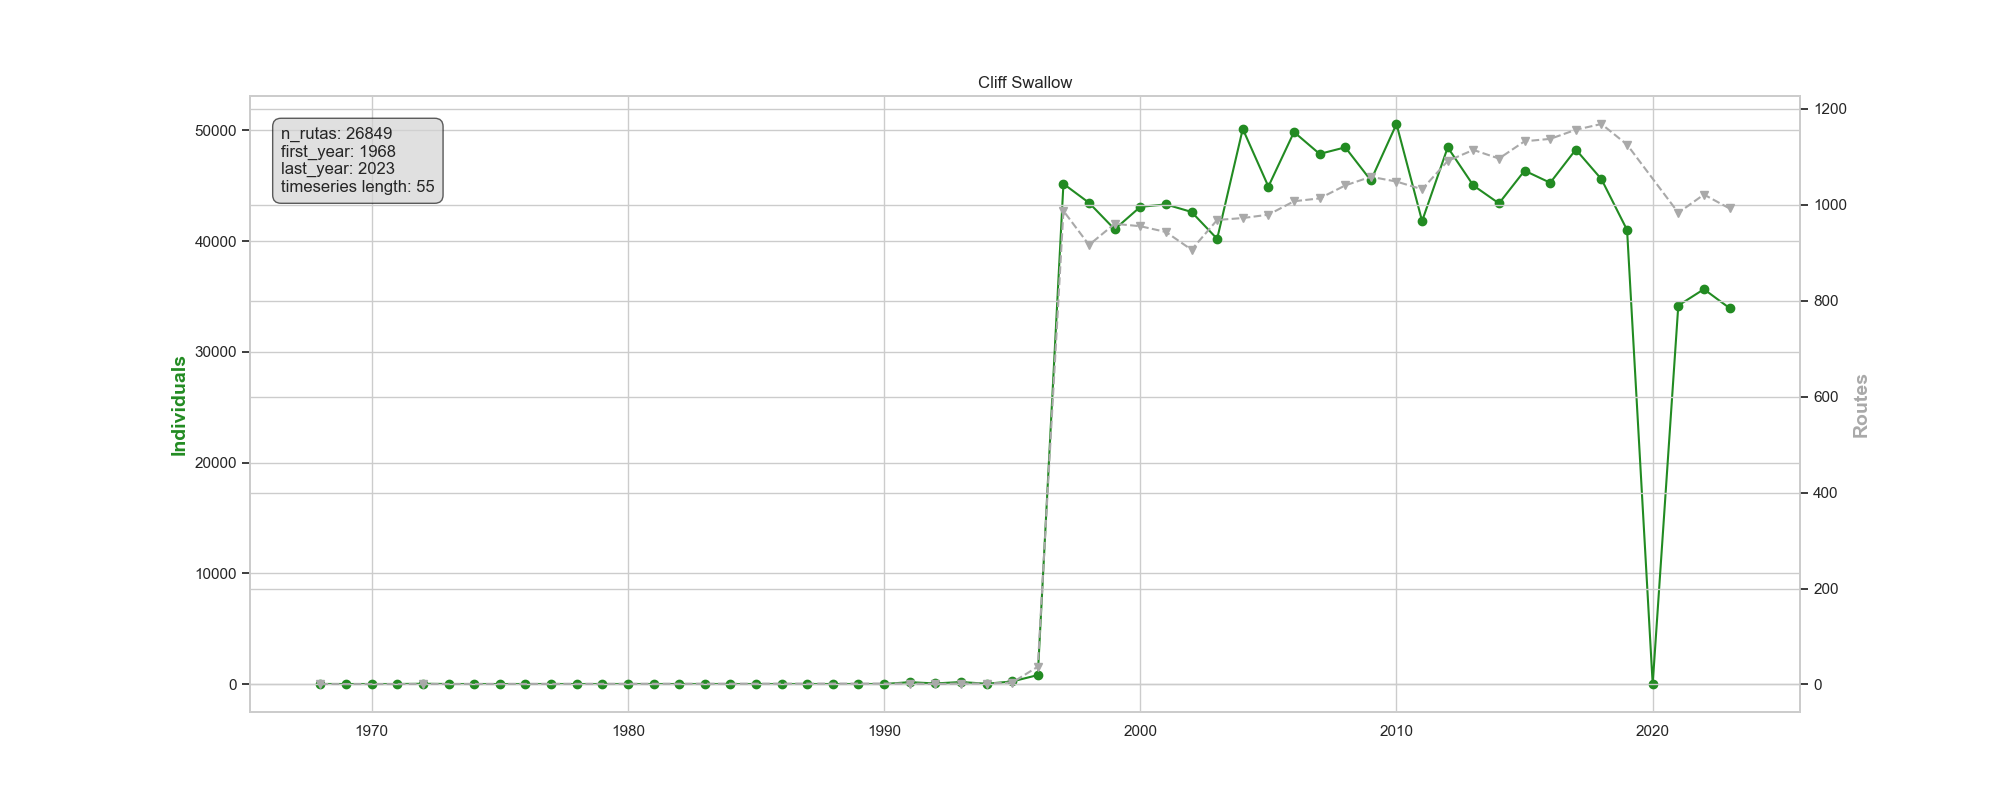 Cliff Swallow
n_rutas: 26849
first_year: 1968
last_year: 2023
timeseries length: 55
Individuals
50000
40000
30000
20000
10000
0
Routes
1200
1000
800
600
400
200
0
1970 1980 1990 2000 2010 2020